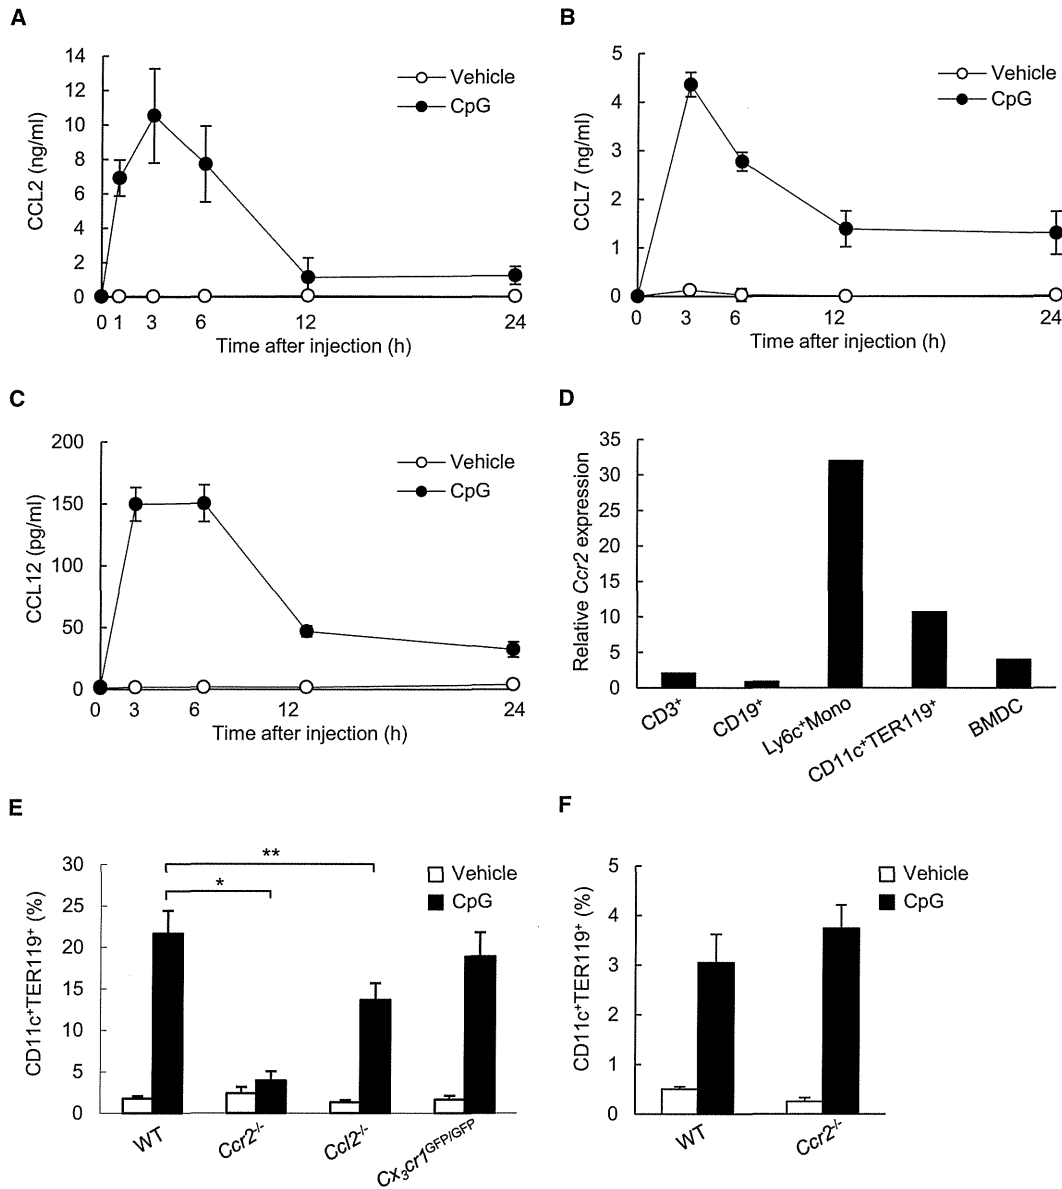 A
14
12
10
8
6
4
2
0
CCL2 (ng/ml)
Vehicle
CpG
0 1 3 6 12 24
Time after injection (h)
B
5
4
3
2
1
0
CCL7 (ng/ml)
Vehicle
CpG
0 3 6 12 24
Time after injection (h)
C
200
150
100
50
0
CCL12 (pg/ml)
Vehicle
CpG
0 3 6 12 24
Time after injection (h)
D
35
30
25
20
15
10
5
0
Relative Ccr2 expression
CD3⁺
CD19⁺
Ly6c⁺Mono
CD11c⁺TER119⁺
BMDC
E
30
25
20
15
10
5
0
CD11c⁺TER119⁺ (%)
**
*
Vehicle
CpG
WT
Ccr2⁻/⁻
Ccl2⁻/⁻
Cx₃cr1ᴳᶠᴾ/ᴳᶠᴾ
F
5
4
3
2
1
0
CD11c⁺TER119⁺ (%)
Vehicle
CpG
WT
Ccr2⁻/⁻